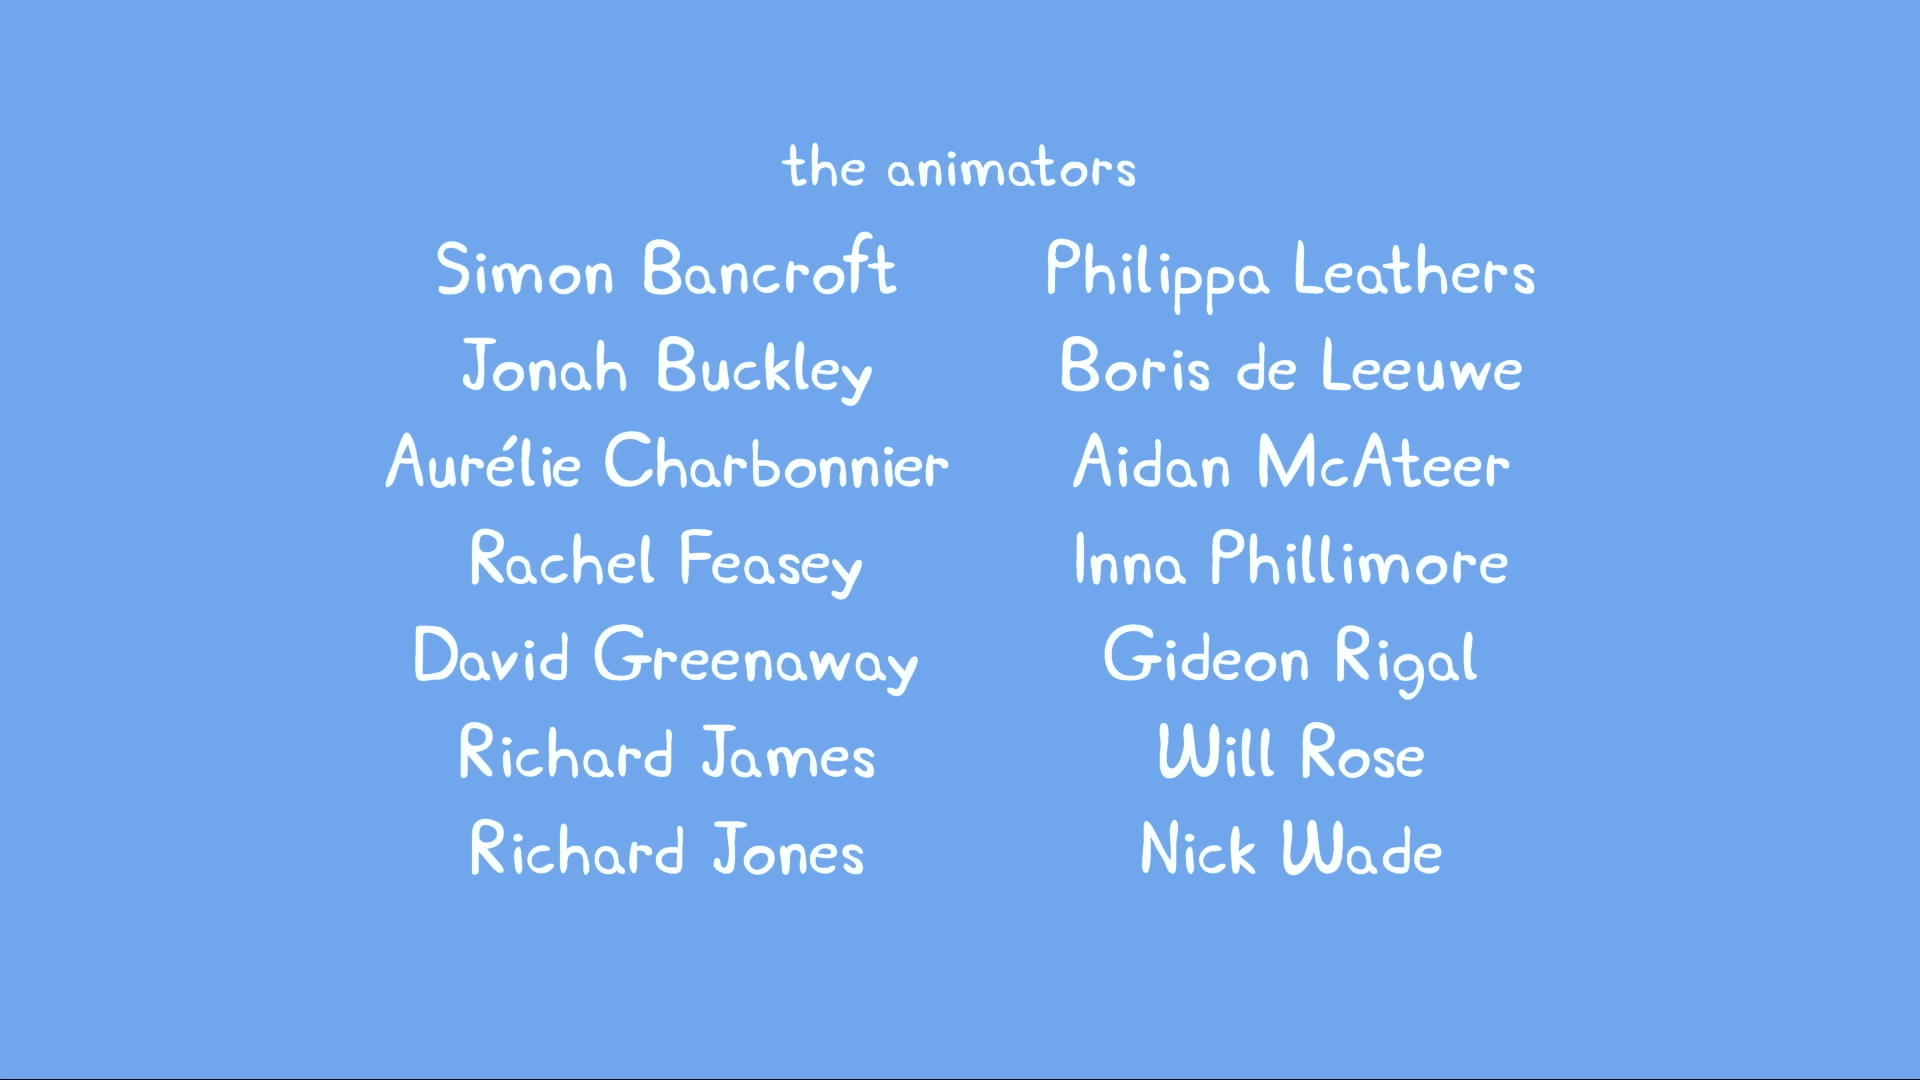 the animators
Simon Bancroft
Jonah Buckley
Aurélie Charbonnier
Rachel Feasey
David Greenaway
Richard James
Richard Jones
Philippa Leathers
Boris de Leeuwe
Aidan McAteer
Inna Phillimore
Gideon Rigal
Will Rose
Nick Wade